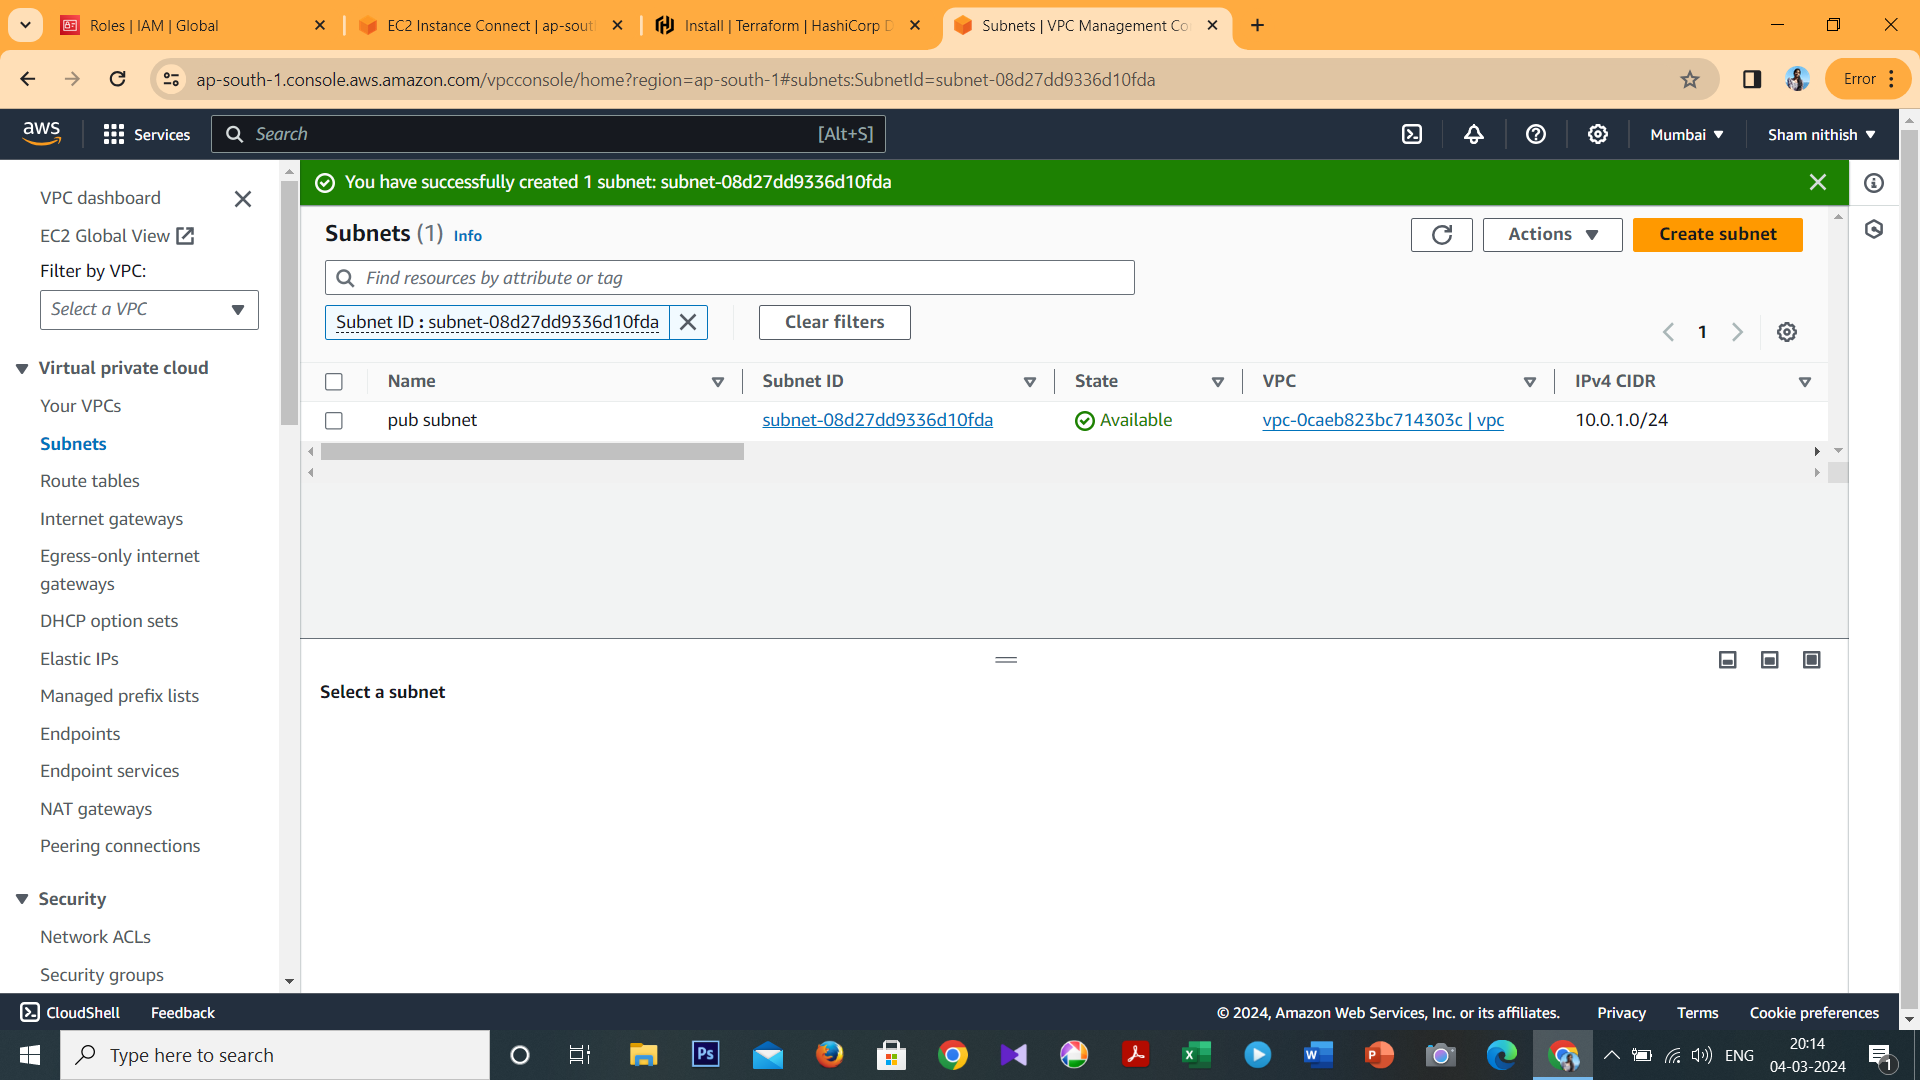 Roles | IAM | Global
EC2 Instance Connect | ap-sout
Install | Terraform | HashiCorp D
Subnets | VPC Management Co
ap-south-1.console.aws.amazon.com/vpcconsole/home?region=ap-south-1#subnets:SubnetId=subnet-08d27dd9336d10fda
Error
aws
Services
Search
[Alt+S]
Mumbai
Sham nithish
VPC dashboard
EC2 Global View
Filter by VPC:
Select a VPC
Virtual private cloud
Your VPCs
Subnets
Route tables
Internet gateways
Egress-only internet
gateways
DHCP option sets
Elastic IPs
Managed prefix lists
Endpoints
Endpoint services
NAT gateways
Peering connections
Security
Network ACLs
Security groups
You have successfully created 1 subnet: subnet-08d27dd9336d10fda
Subnets (1) Info
Actions
Create subnet
Find resources by attribute or tag
Subnet ID : subnet-08d27dd9336d10fda
Clear filters
1
Name
Subnet ID
State
VPC
IPv4 CIDR
pub subnet
subnet-08d27dd9336d10fda
Available
vpc-0caeb823bc714303c | vpc
10.0.1.0/24
Select a subnet
CloudShell
Feedback
© 2024, Amazon Web Services, Inc. or its affiliates.
Privacy
Terms
Cookie preferences
Type here to search
Ps
ENG
20:14
04-03-2024
1